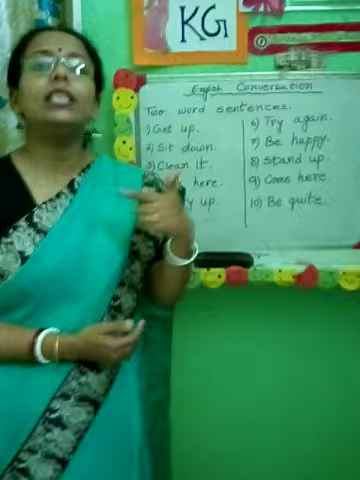 KG
English Conversation
Two word sentences.
1) Get up.
2) Sit down.
3) Clean it.
here.
y up.
6) Try again.
7) Be happy.
8) Stand up.
9) Come here.
10) Be quite.